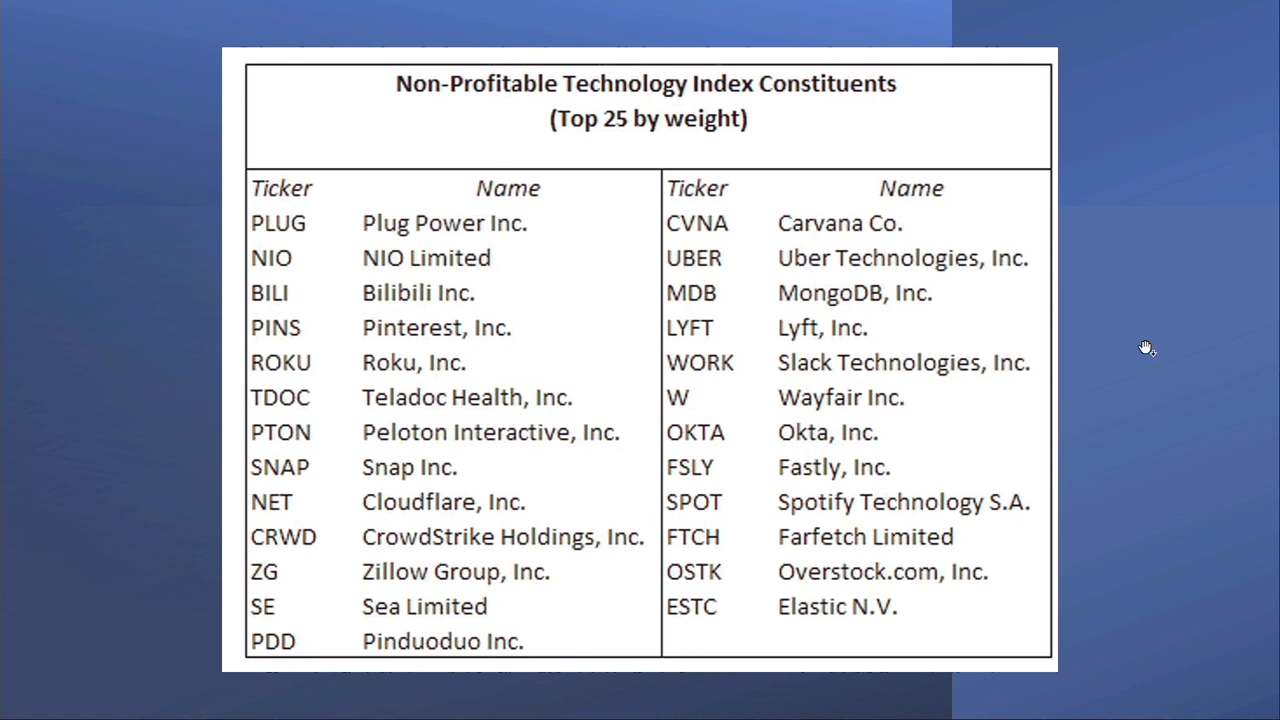 Non-Profitable Technology Index Constituents
(Top 25 by weight)
Ticker Name
PLUG Plug Power Inc.
NIO NIO Limited
BILI Bilibili Inc.
PINS Pinterest, Inc.
ROKU Roku, Inc.
TDOC Teladoc Health, Inc.
PTON Peloton Interactive, Inc.
SNAP Snap Inc.
NET Cloudflare, Inc.
CRWD CrowdStrike Holdings, Inc.
ZG Zillow Group, Inc.
SE Sea Limited
PDD Pinduoduo Inc.
Ticker Name
CVNA Carvana Co.
UBER Uber Technologies, Inc.
MDB MongoDB, Inc.
LYFT Lyft, Inc.
WORK Slack Technologies, Inc.
W Wayfair Inc.
OKTA Okta, Inc.
FSLY Fastly, Inc.
SPOT Spotify Technology S.A.
FTCH Farfetch Limited
OSTK Overstock.com, Inc.
ESTC Elastic N.V.